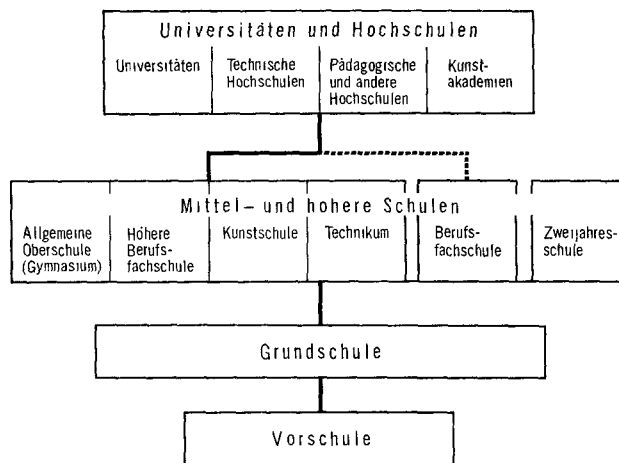 Universitäten und Hochschulen
Universitäten
Technische
Hochschulen
Pädagogische
und andere
Hochschulen
Kunst-
akademien
Mittel- und hohere Schulen
Allgemeine
Oberschule
(Gymnasium)
Höhere
Berufs-
fachschule
Kunstschule
Technikum
Berufs-
fachschule
Zweijahres-
schule
Grundschule
Vorschule